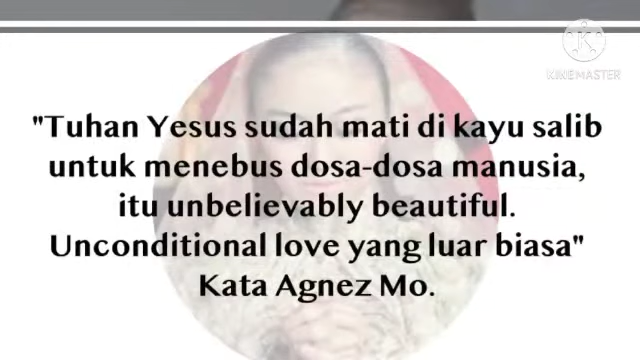 KINEMASTER
"Tuhan Yesus sudah mati di kayu salib
untuk menebus dosa-dosa manusia,
itu unbelievably beautiful.
Unconditional love yang luar biasa"
Kata Agnez Mo.